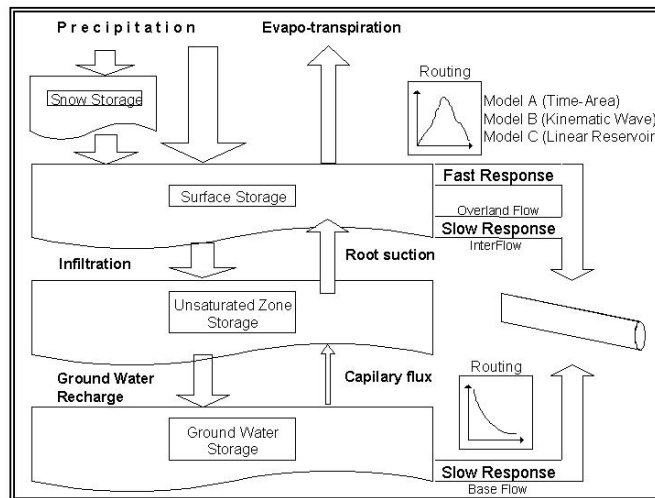 Precipitation
Evapo-transpiration
Routing
Snow Storage
Model A (Time-Area)
Model B (Kinematic Wave)
Model C (Linear Reservoir
Surface Storage
Fast Response
Overland Flow
Slow Response
InterFlow
Infiltration
Root suction
Unsaturated Zone
Storage
Ground Water
Recharge
Capilary flux
Routing
Ground Water
Storage
Slow Response
Base Flow